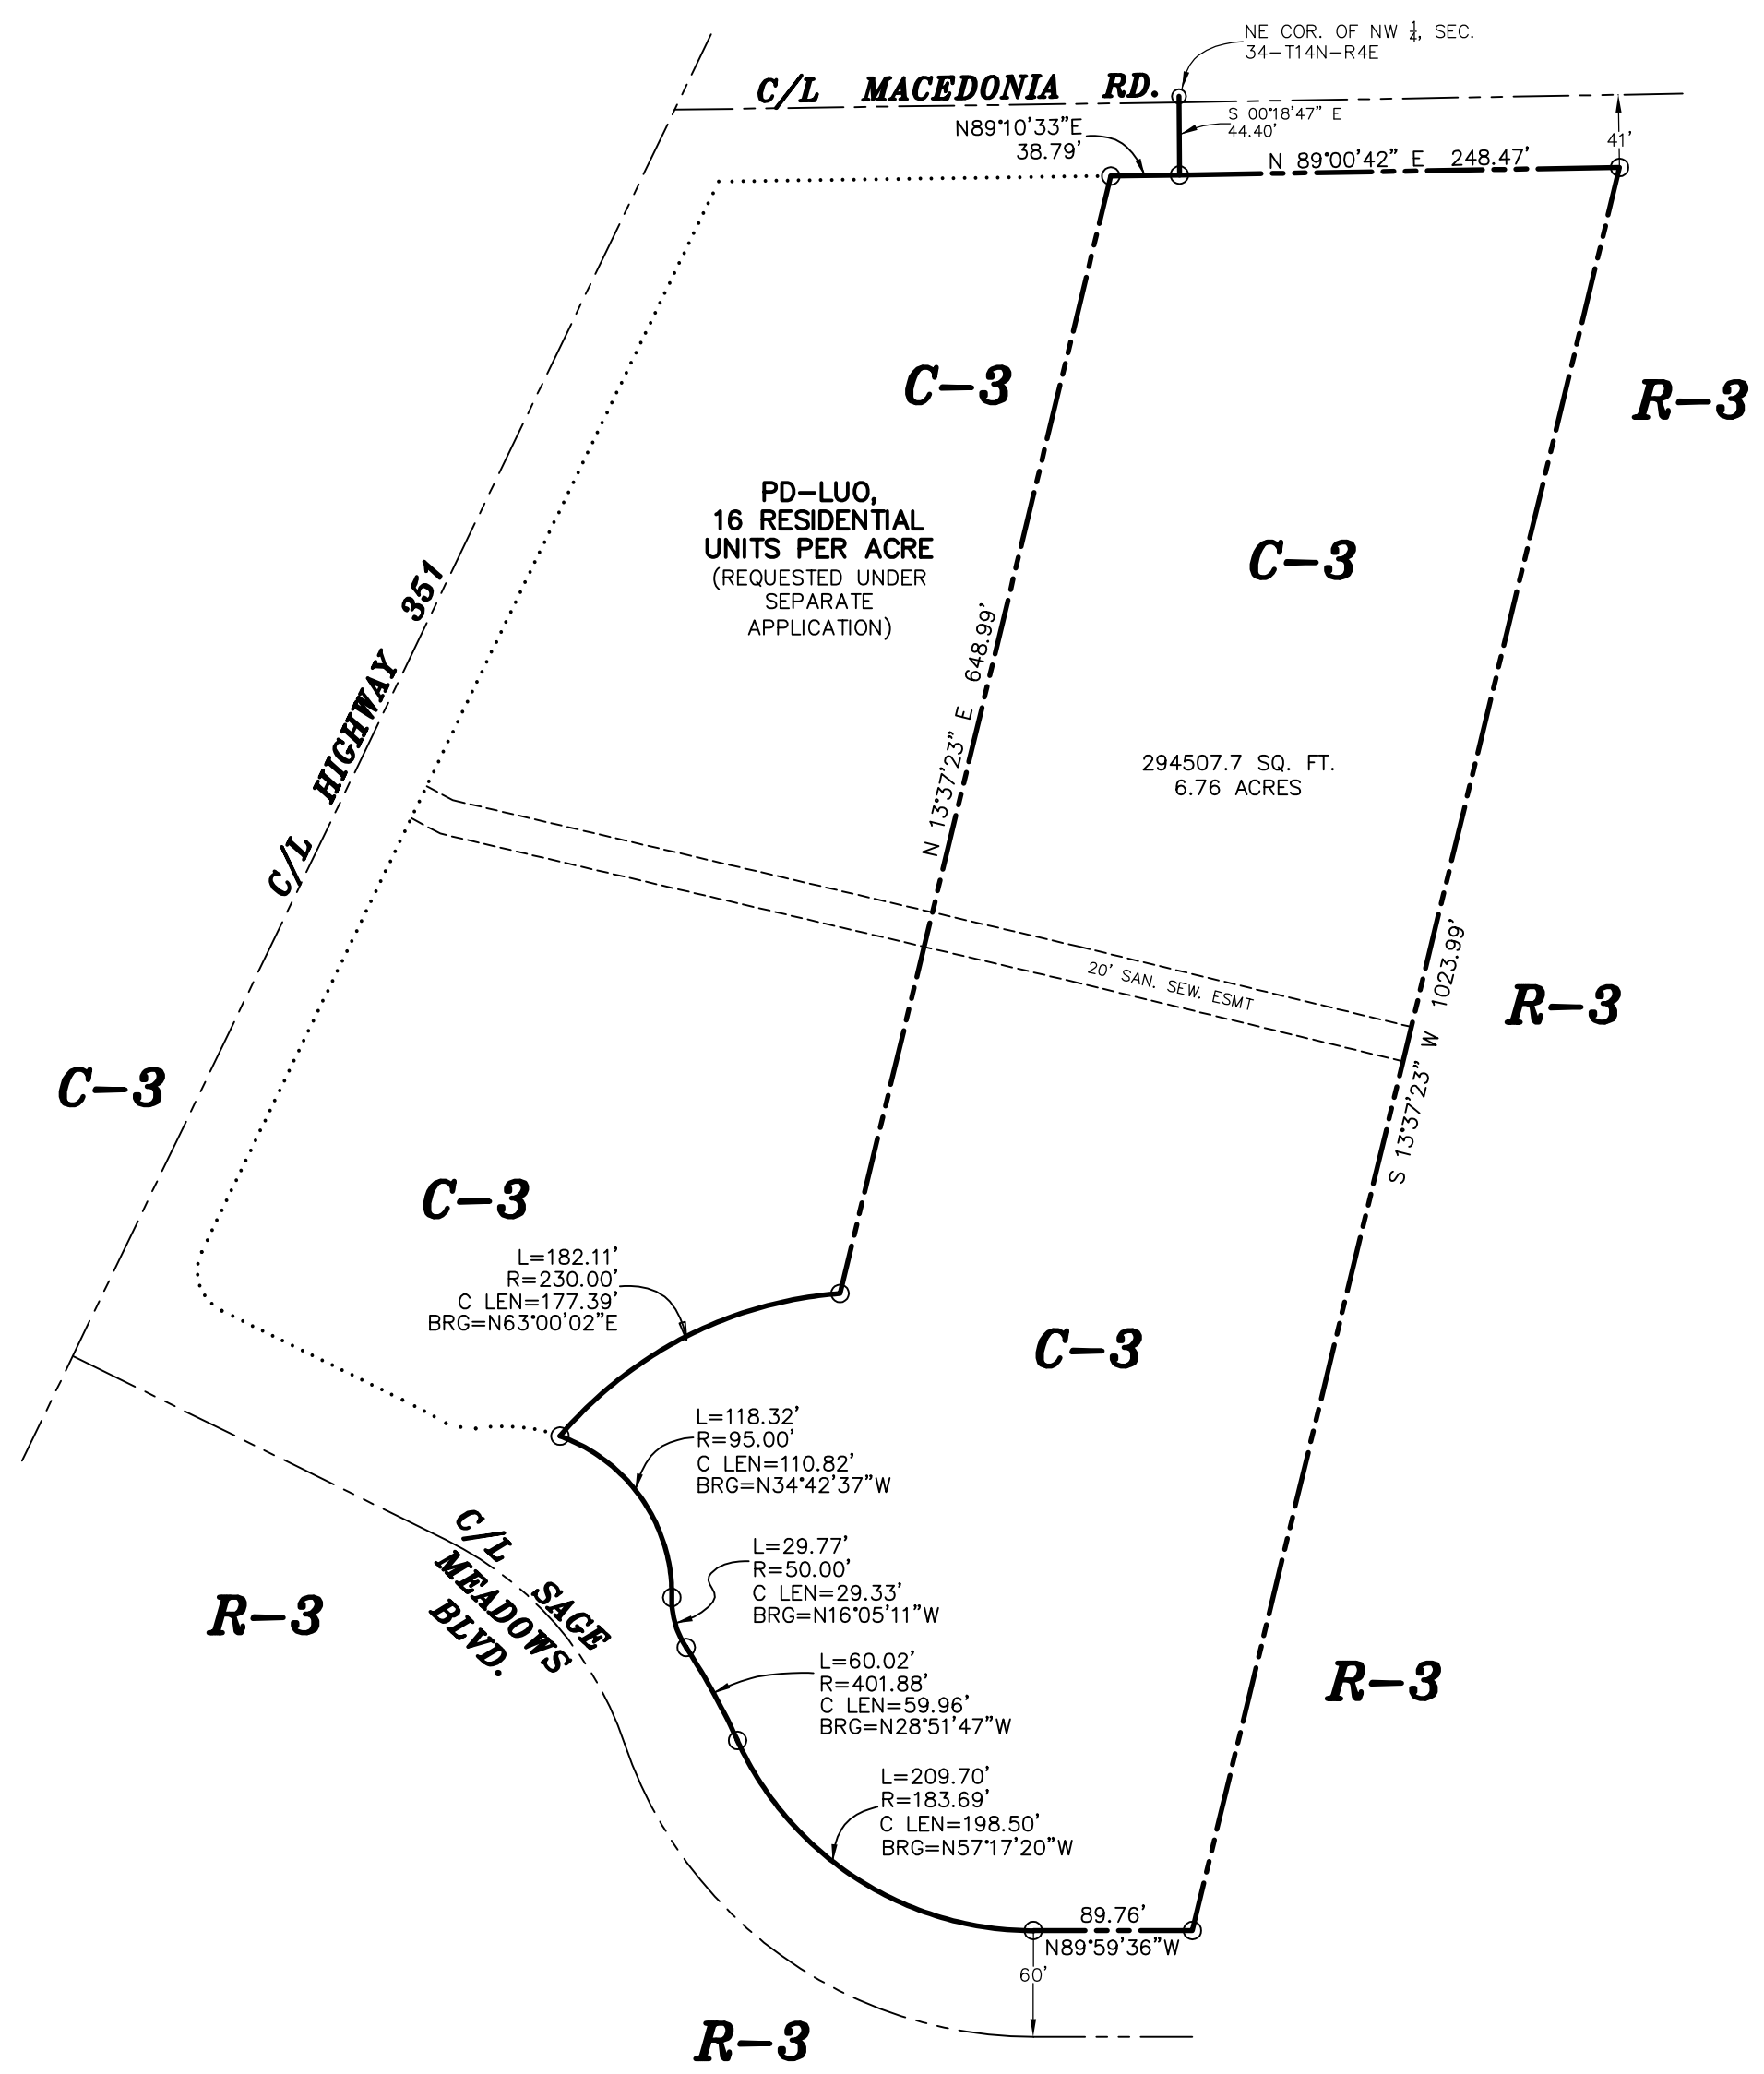 NE COR. OF NW 1/4, SEC.
34-T14N-R4E
C/L MACEDONIA RD.
S 00°18'47" E
44.40'
N89°10'33"E
38.79'
41'
N 89°00'42" E 248.47'
C-3
R-3
PD-LUO,
16 RESIDENTIAL
UNITS PER ACRE
(REQUESTED UNDER
SEPARATE
APPLICATION)
C-3
C/L HIGHWAY 351
N 13°37'23" E 648.99'
294507.7 SQ. FT.
6.76 ACRES
20' SAN. SEW. ESMT
S 13°37'23" W 1023.99'
R-3
C-3
C-3
L=182.11'
R=230.00'
C LEN=177.39'
BRG=N63°00'02"E
C-3
L=118.32'
R=95.00'
C LEN=110.82'
BRG=N34°42'37"W
C/L SAGE
MEADOWS
BLVD.
L=29.77'
R=50.00'
C LEN=29.33'
BRG=N16°05'11"W
R-3
L=60.02'
R=401.88'
C LEN=59.96'
BRG=N28°51'47"W
R-3
L=209.70'
R=183.69'
C LEN=198.50'
BRG=N57°17'20"W
89.76'
N89°59'36"W
60'
R-3